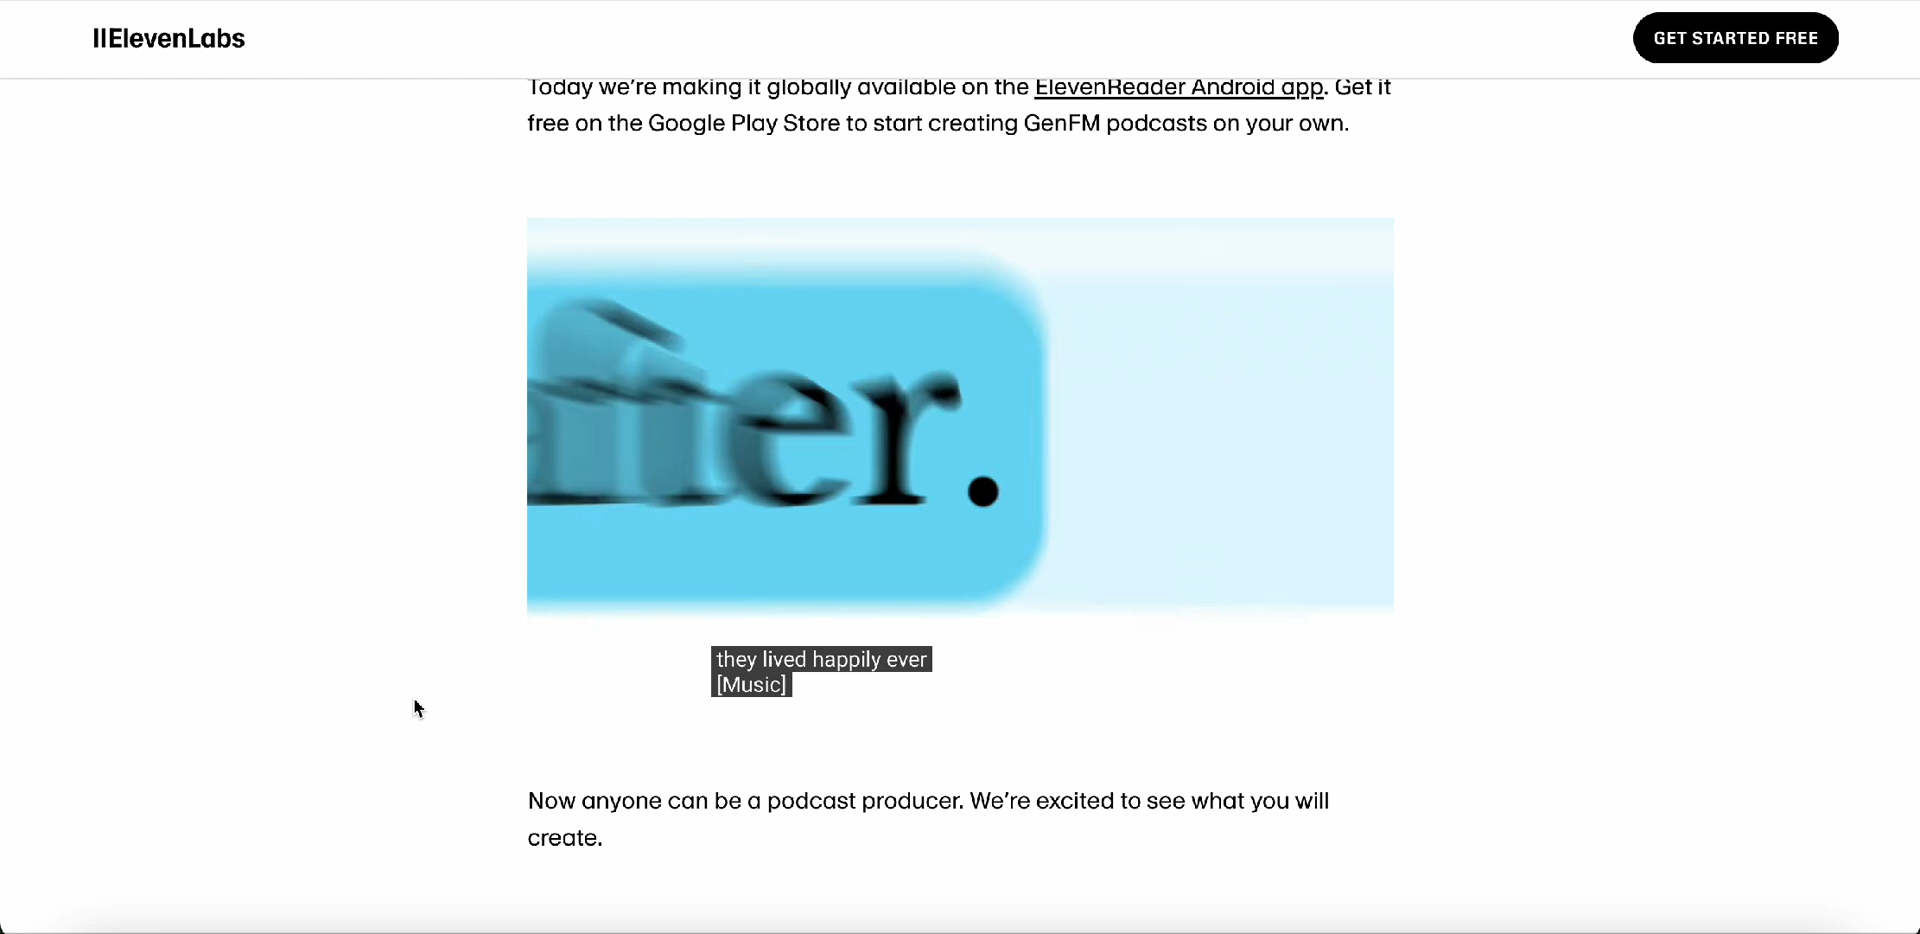 IIElevenLabs
GET STARTED FREE
Today we’re making it globally available on the ElevenReader Android app. Get it
free on the Google Play Store to start creating GenFM podcasts on your own.
er.
they lived happily ever
[Music]
Now anyone can be a podcast producer. We’re excited to see what you will
create.